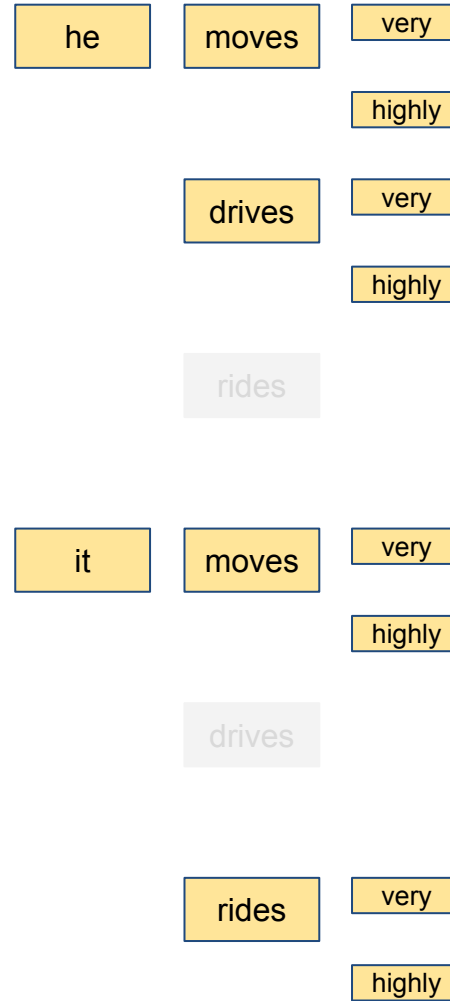 he moves very
highly
drives very
highly
rides
it moves very
highly
drives
rides very
highly